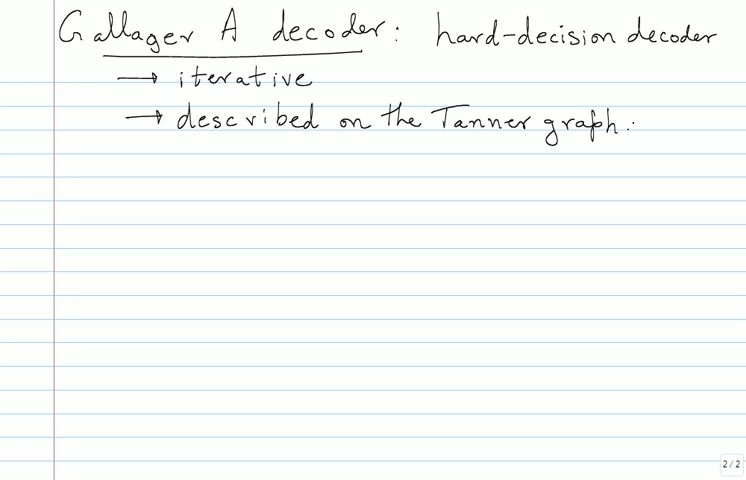 Gallager A decoder: hard-decision decoder
→ iterative
→ described on the Tanner graph.
2/2